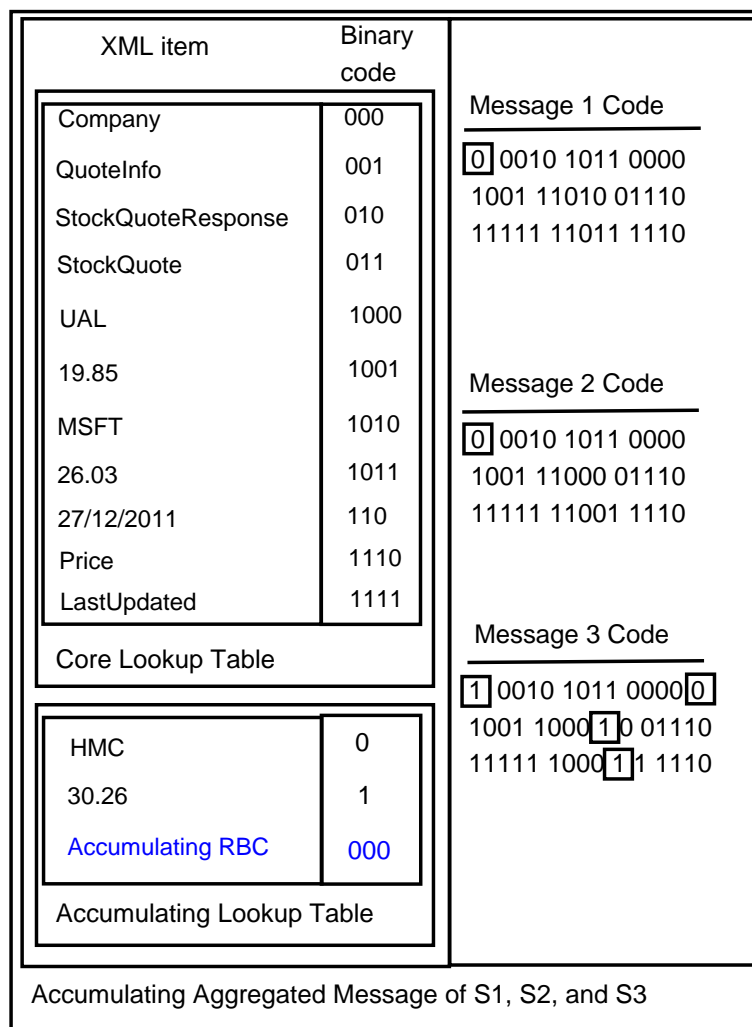 XML item
Binary
code
Company 000
QuoteInfo 001
StockQuoteResponse 010
StockQuote 011
UAL 1000
19.85 1001
MSFT 1010
26.03 1011
27/12/2011 110
Price 1110
LastUpdated 1111
Core Lookup Table
HMC 0
30.26 1
Accumulating RBC 000
Accumulating Lookup Table
Message 1 Code
0 0010 1011 0000
1001 11010 01110
11111 11011 1110
Message 2 Code
0 0010 1011 0000
1001 11000 01110
11111 11001 1110
Message 3 Code
1 0010 1011 0000 0
1001 1000 1 0 01110
11111 1000 1 1 1110
Accumulating Aggregated Message of S1, S2, and S3